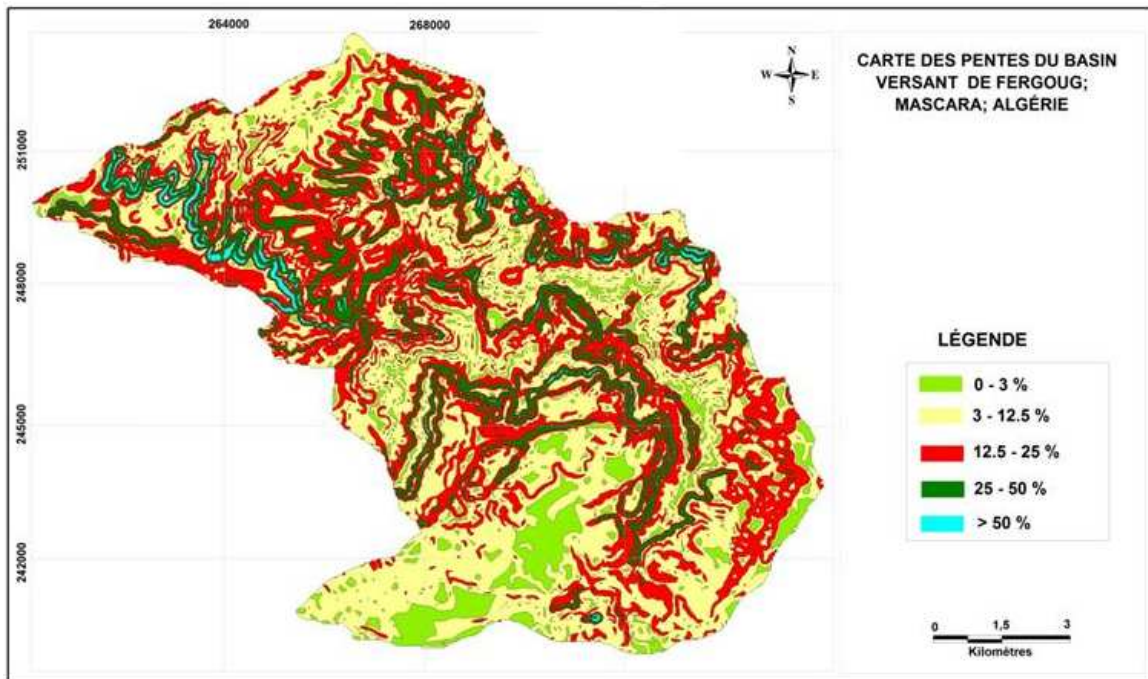 264000
268000
N
W E
S
CARTE DES PENTES DU BASIN
VERSANT DE FERGOUG;
MASCARA; ALGÉRIE
251000
248000
245000
242000
LÉGENDE
0 - 3 %
3 - 12.5 %
12.5 - 25 %
25 - 50 %
> 50 %
0 1,5 3
Kilomètres